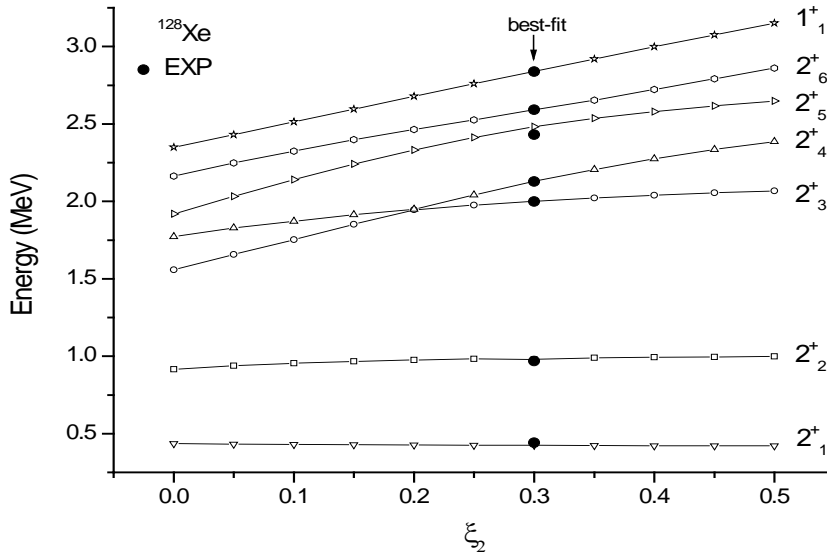 ¹²⁸Xe
● EXP
best-fit
1⁺₁
2⁺₆
2⁺₅
2⁺₄
2⁺₃
2⁺₂
2⁺₁
Energy (MeV)
3.0
2.5
2.0
1.5
1.0
0.5
0.0 0.1 0.2 0.3 0.4 0.5
ξ₂